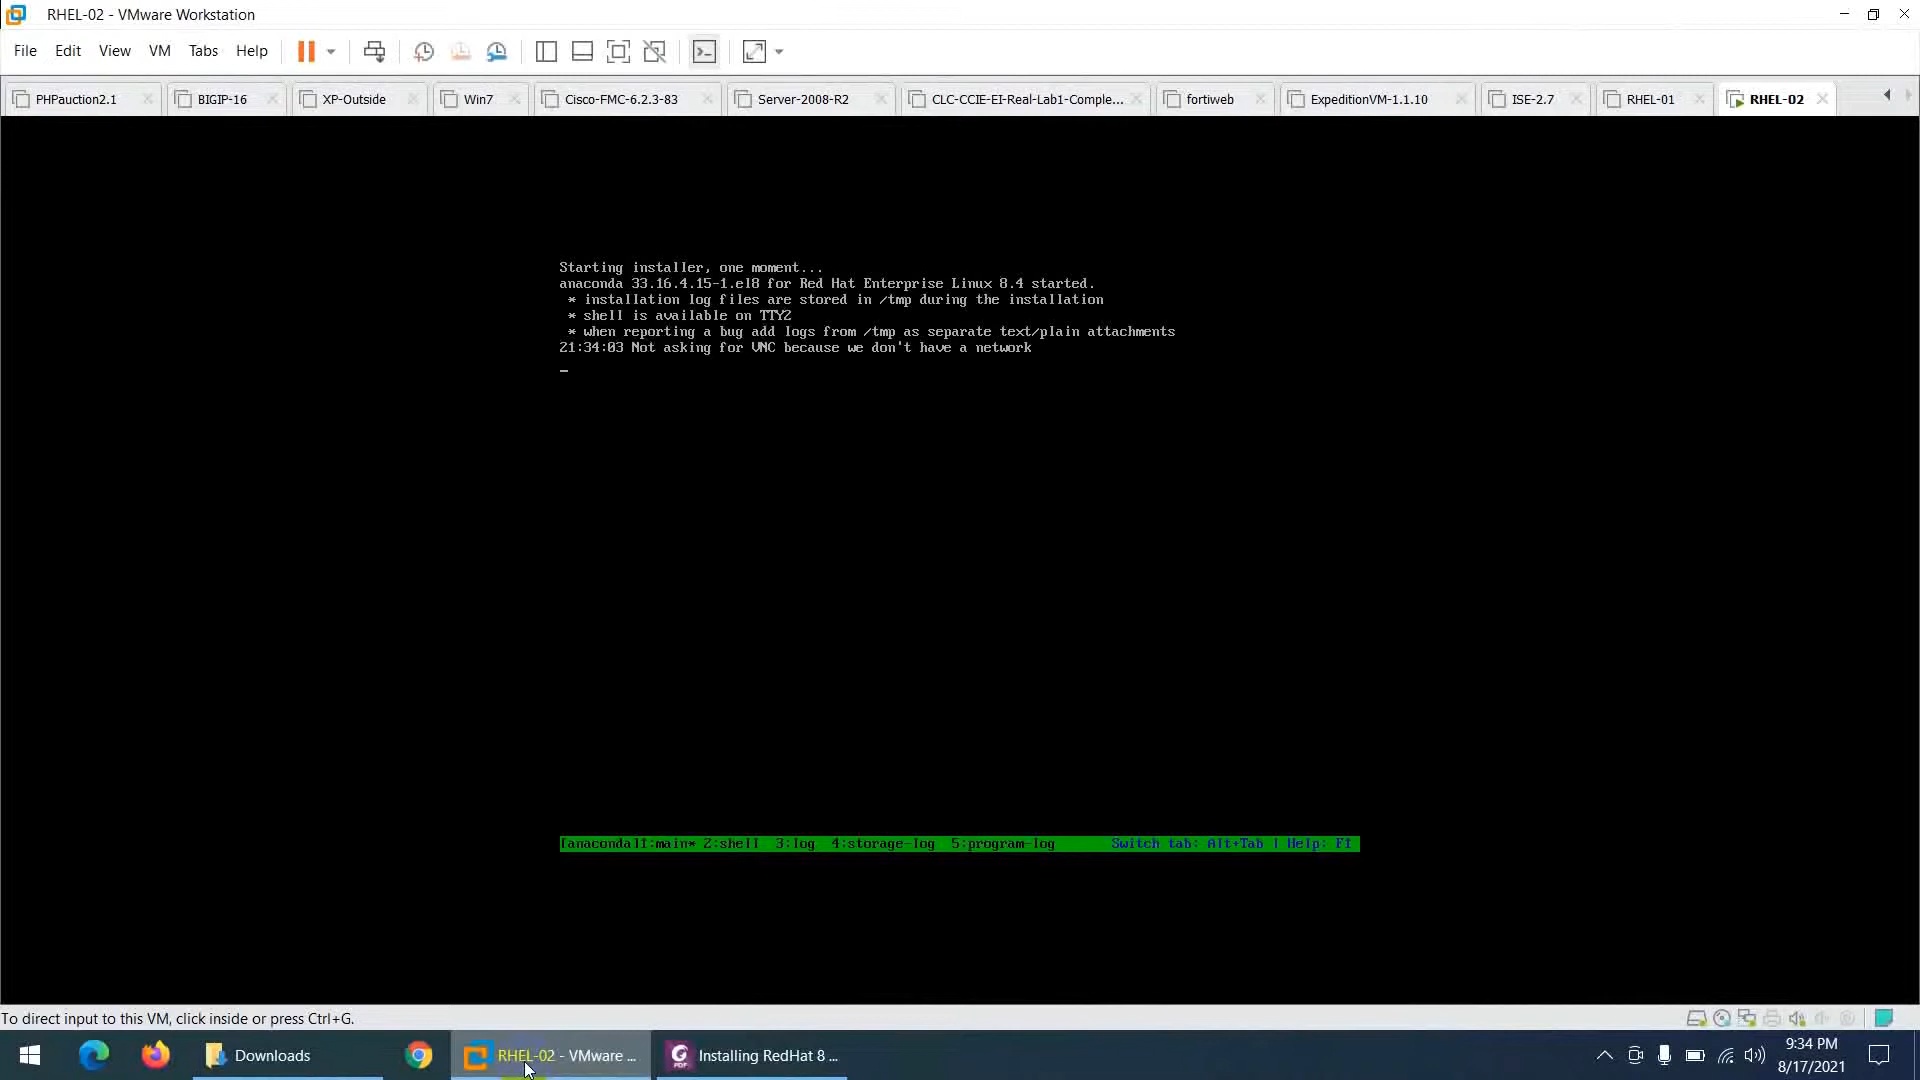 RHEL-02 - VMware Workstation
File Edit View VM Tabs Help
PHPauction2.1 BIGIP-16 XP-Outside Win7 Cisco-FMC-6.2.3-83 Server-2008-R2 CLC-CCIE-EI-Real-Lab1-Comple... fortiweb ExpeditionVM-1.1.10 ISE-2.7 RHEL-01 RHEL-02
Starting installer, one moment...
anaconda 33.16.4.15-1.el8 for Red Hat Enterprise Linux 8.4 started.
* installation log files are stored in /tmp during the installation
* shell is available on TTY2
* when reporting a bug add logs from /tmp as separate text/plain attachments
21:34:03 Not asking for VNC because we don't have a network
[anaconda]1:main* 2:shell 3:log 4:storage-log 5:program-log Switch tab: Alt+Tab | Help: F1
To direct input to this VM, click inside or press Ctrl+G.
Downloads RHEL-02 - VMware ... PDF Installing RedHat 8 ... 9:34 PM
8/17/2021